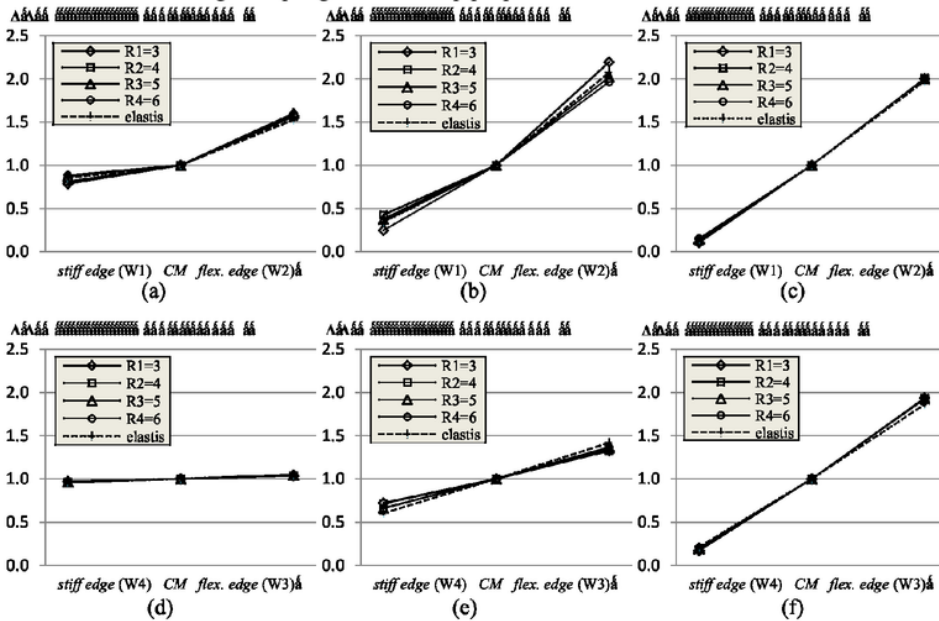 2.5
2.0
1.5
1.0
0.5
0.0
R1=3
R2=4
R3=5
R4=6
elastis
stiff edge (W1) CM flex. edge (W2)
(a)
2.5
2.0
1.5
1.0
0.5
0.0
R1=3
R2=4
R3=5
R4=6
elastis
stiff edge (W1) CM flex. edge (W2)
(b)
2.5
2.0
1.5
1.0
0.5
0.0
R1=3
R2=4
R3=5
R4=6
elastis
stiff edge (W1) CM flex. edge (W2)
(c)
2.5
2.0
1.5
1.0
0.5
0.0
R1=3
R2=4
R3=5
R4=6
elastis
stiff edge (W4) CM flex. edge (W3)
(d)
2.5
2.0
1.5
1.0
0.5
0.0
R1=3
R2=4
R3=5
R4=6
elastis
stiff edge (W4) CM flex. edge (W3)
(e)
2.5
2.0
1.5
1.0
0.5
0.0
R1=3
R2=4
R3=5
R4=6
elastis
stiff edge (W4) CM flex. edge (W3)
(f)